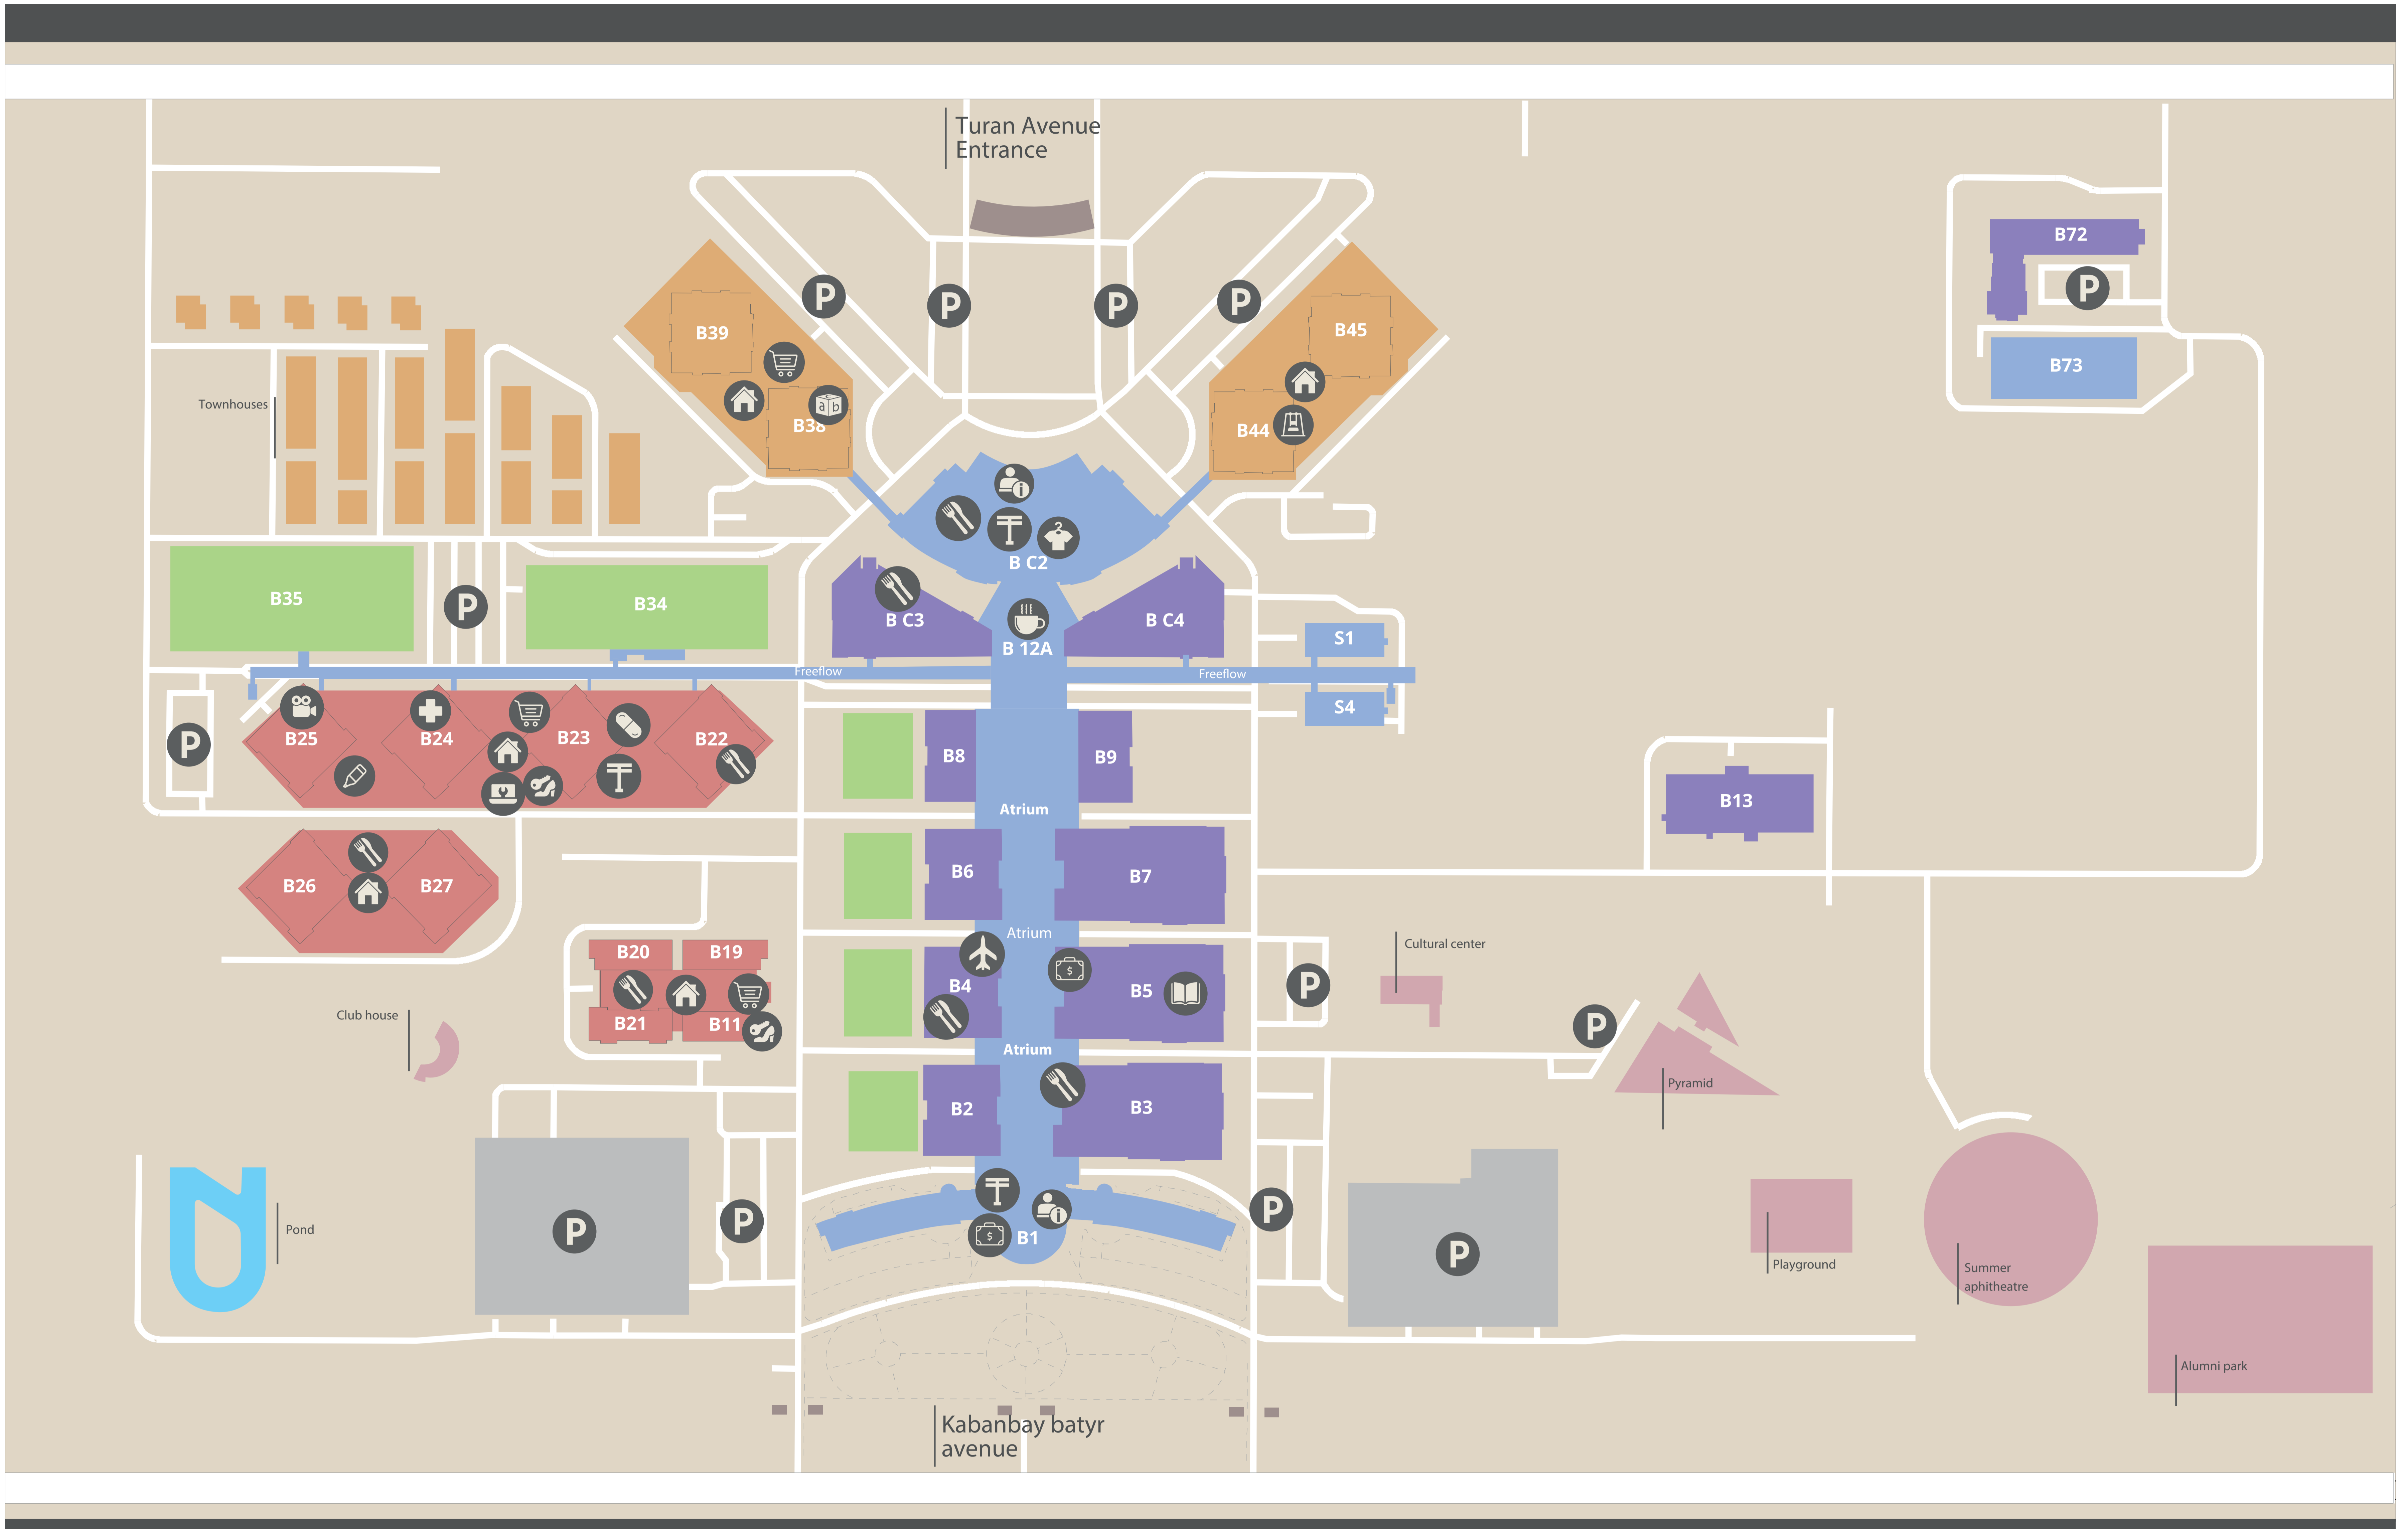 Turan Avenue
Entrance
B72
P
B73
P
P
P
P
B39
B45
B38
a b
B44
Townhouses
B C2
B35
P
B34
B C3
B C4
B 12A
S1
Freeflow
Freeflow
S4
P
B25
B24
B23
B22
B8
B9
Atrium
B13
B26
B27
B6
B7
Atrium
Cultural center
B20
B19
B4
B5
P
Club house
B21
B11
P
Atrium
Pyramid
B2
B3
Pond
P
P
B1
P
P
Playground
Summer
aphitheatre
Alumni park
Kabanbay batyr
avenue